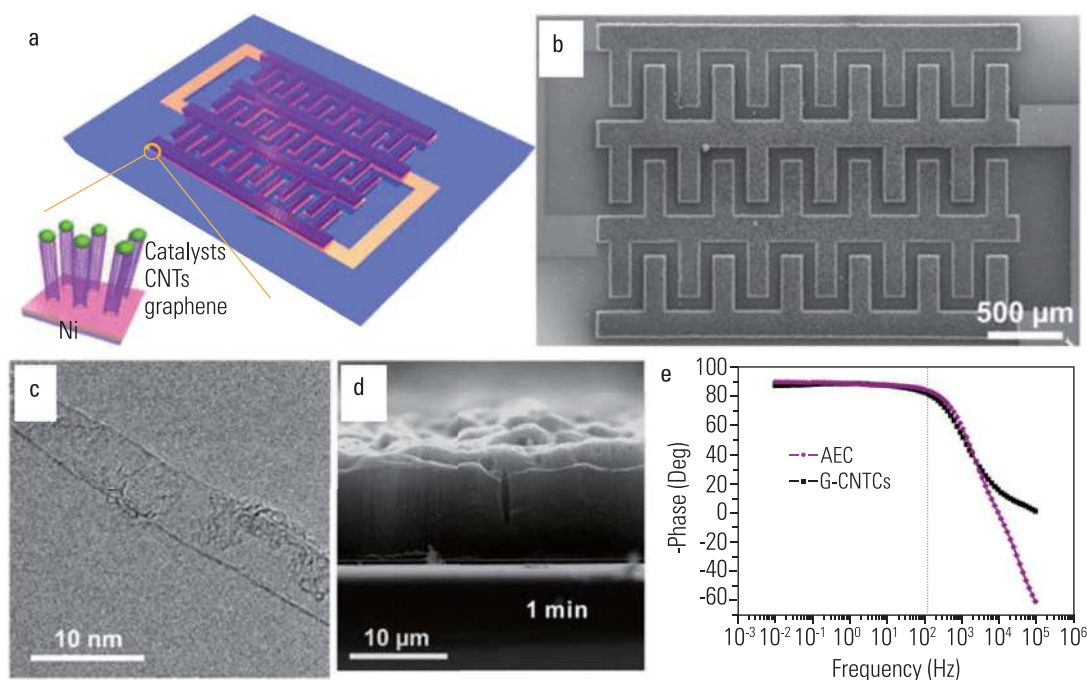 a
Catalysts
CNTs
graphene
Ni
b
500 µm
c
10 nm
d
1 min
10 µm
e
-Phase (Deg)
100
80
60
40
20
0
-20
-40
-60
AEC
G-CNTCs
10⁻³ 10⁻² 10⁻¹ 10⁰ 10¹ 10² 10³ 10⁴ 10⁵ 10⁶
Frequency (Hz)